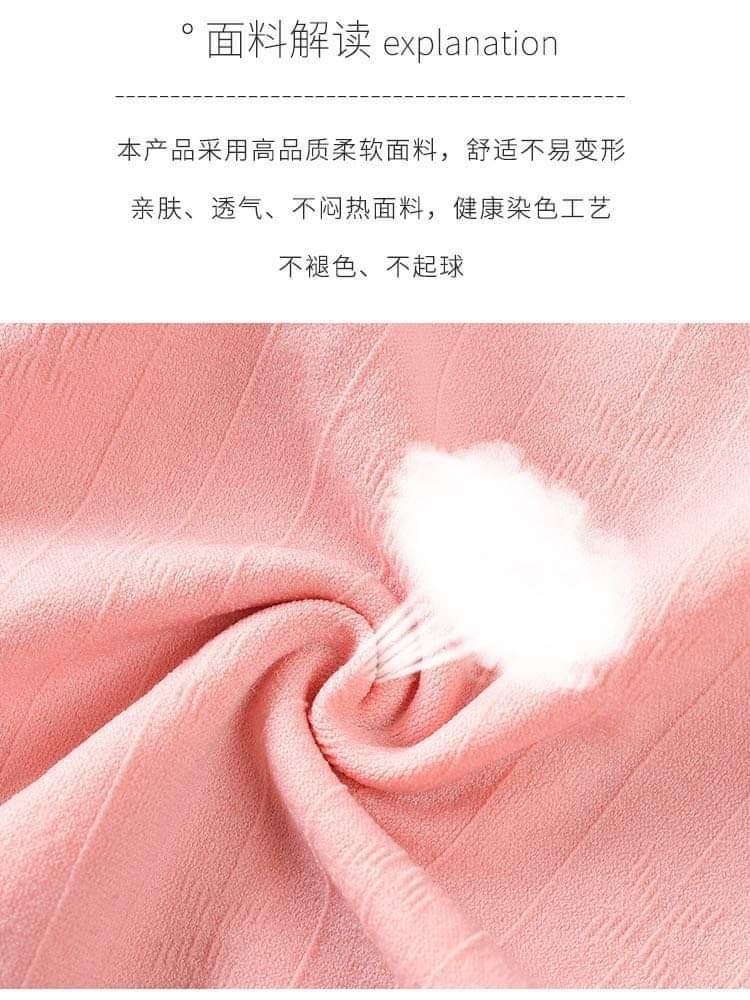 ° 面料解读 explanation
本产品采用高品质柔软面料，舒适不易变形
亲肤、透气、不闷热面料，健康染色工艺
不褪色、不起球